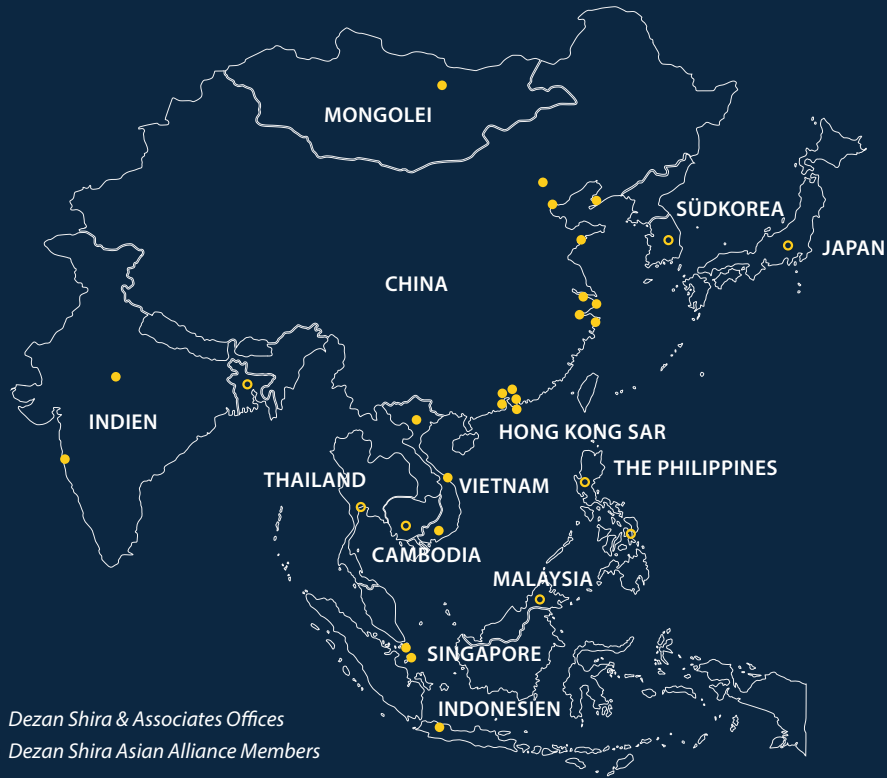 MONGOLEI
SÜDKOREA
JAPAN
CHINA
INDIEN
HONG KONG SAR
THE PHILIPPINES
THAILAND
VIETNAM
CAMBODIA
MALAYSIA
SINGAPORE
INDONESIEN
Dezan Shira & Associates Offices
Dezan Shira Asian Alliance Members